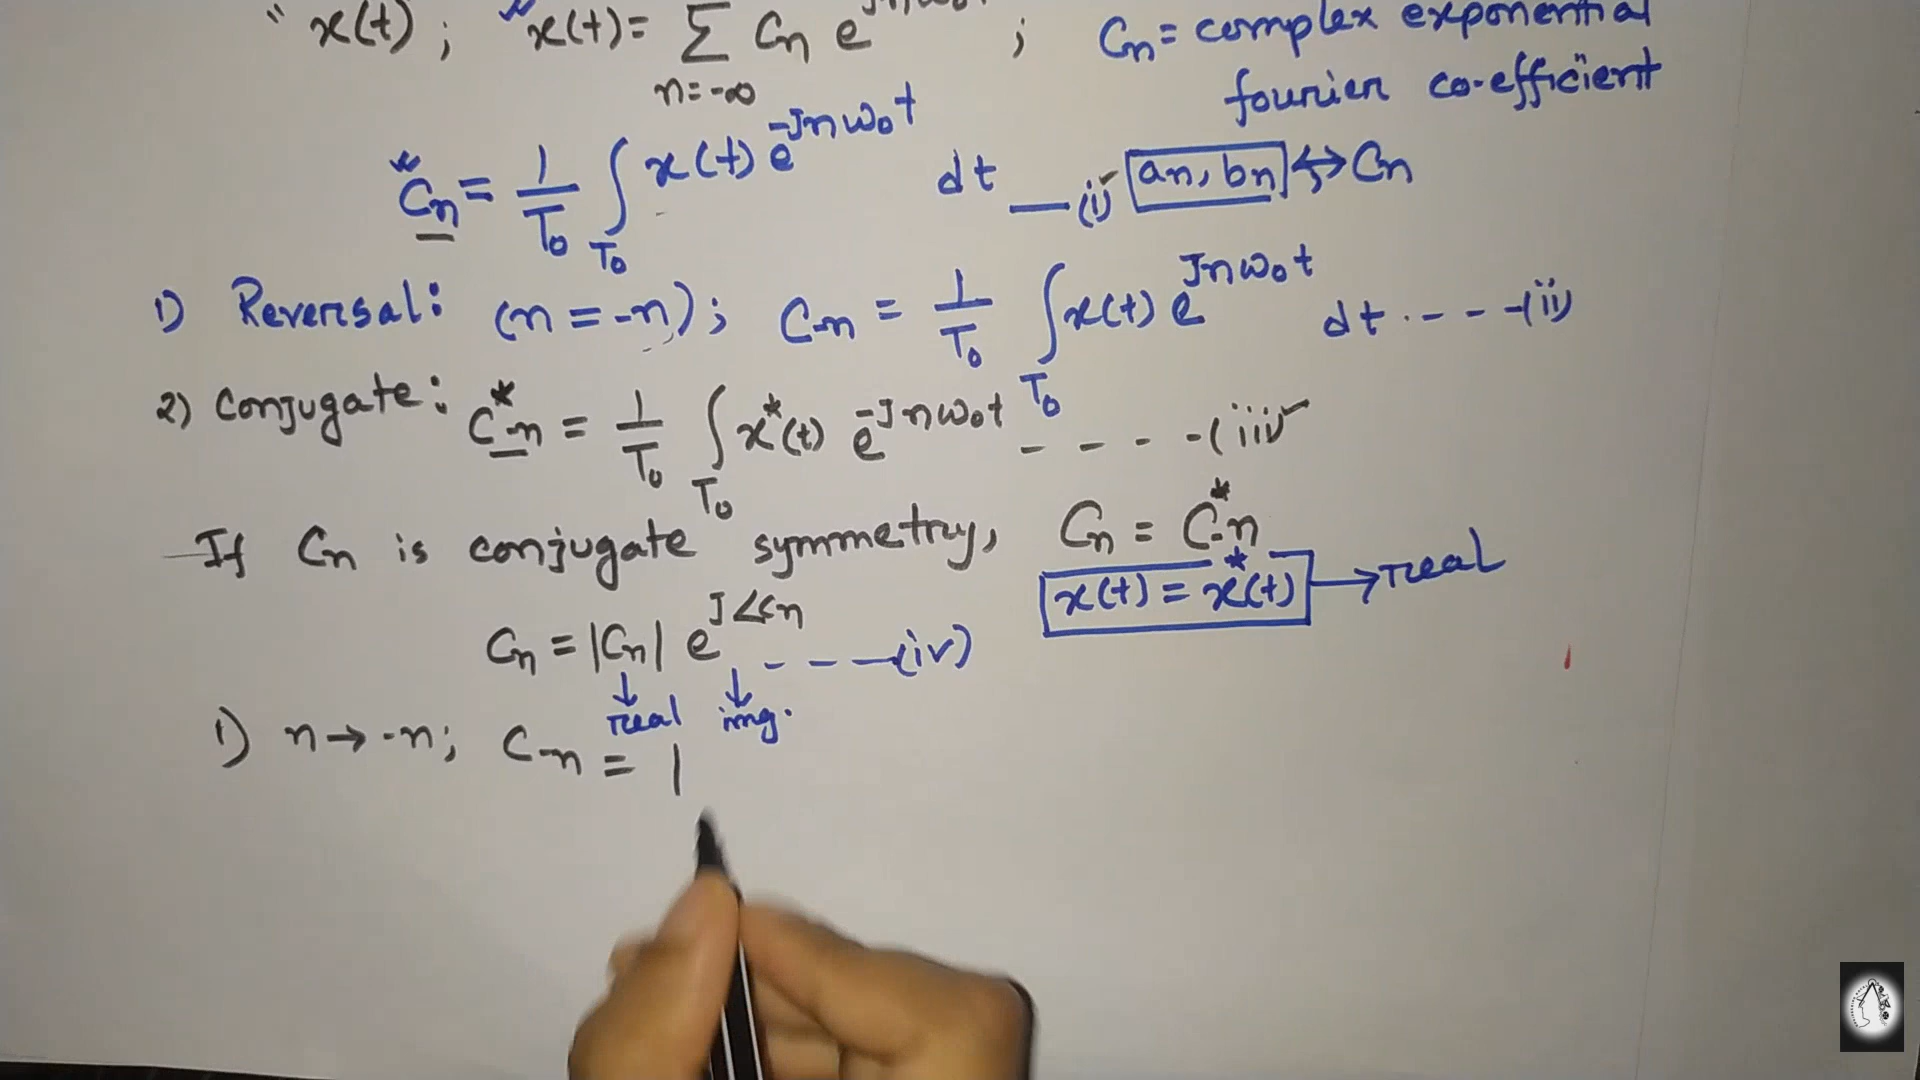 " x(t) ; x(t) = Σ Cn e^Jnω₀t ; Cn = complex exponential
n=-∞
fourier co-efficient
Cn = 1/T₀ ∫T₀ x(t) e^-Jnω₀t dt — (i) an, bn ↔ Cn
1) Reversal: (n = -n); C-n = 1/T₀ ∫T₀ x(t) e^Jnω₀t dt ---- (ii)
2) Conjugate: C*-n = 1/T₀ ∫T₀ x*(t) e^-Jnω₀t ---- (iii)
If Cn is conjugate symmetry, Cn = C*-n
x(t) = x*(t) → real
Cn = |Cn| e^J∠Cn ---- (iv)
↓ real ↓ img.
1) n → -n; C-n = |